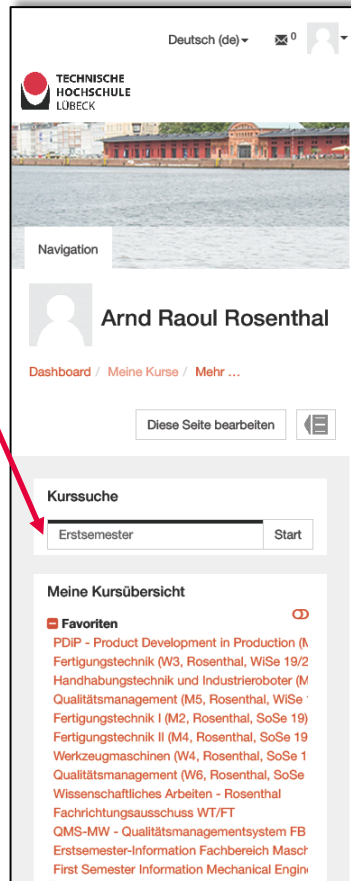 Deutsch (de)
0
TECHNISCHE
HOCHSCHULE
LÜBECK
Navigation
Arnd Raoul Rosenthal
Dashboard / Meine Kurse / Mehr ...
Diese Seite bearbeiten
Kurssuche
Erstsemester Start
Meine Kursübersicht
Favoriten
PDiP - Product Development in Production (M
Fertigungstechnik (W3, Rosenthal, WiSe 19/2
Handhabungstechnik und Industrieroboter (M
Qualitätsmanagement (M5, Rosenthal, WiSe
Fertigungstechnik I (M2, Rosenthal, SoSe 19)
Fertigungstechnik II (M4, Rosenthal, SoSe 19
Werkzeugmaschinen (W4, Rosenthal, SoSe 1
Qualitätsmanagement (W6, Rosenthal, SoSe
Wissenschaftliches Arbeiten - Rosenthal
Fachrichtungsausschuss WT/FT
QMS-MW - Qualitätsmanagementsystem FB
Erstsemester-Information Fachbereich Masch
First Semester Information Mechanical Engin